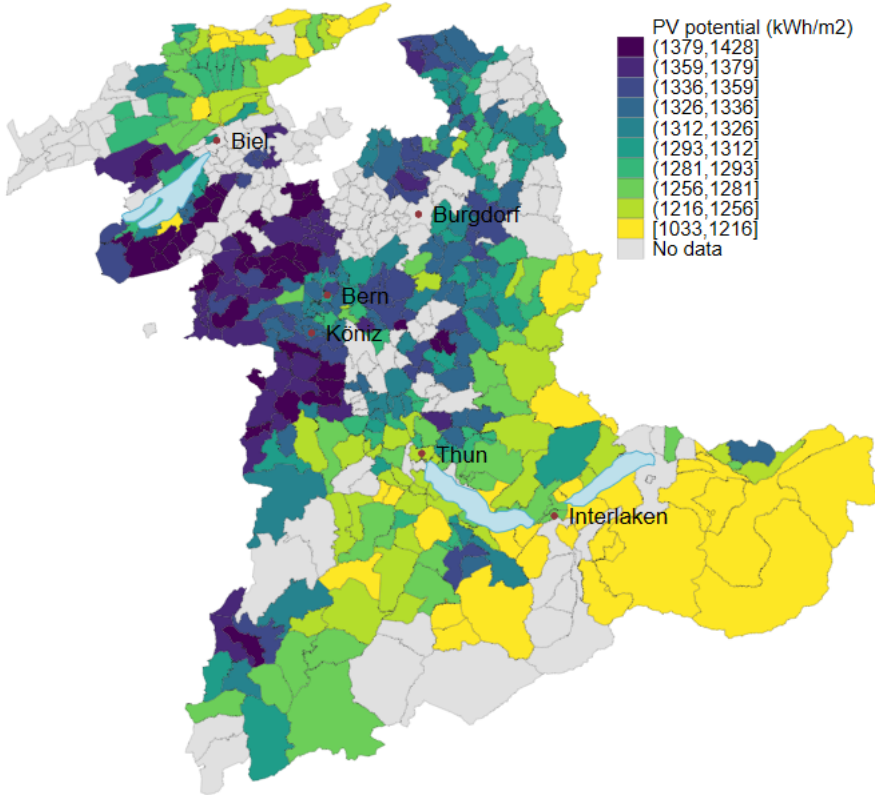 PV potential (kWh/m2)
(1379,1428]
(1359,1379]
(1336,1359]
(1326,1336]
(1312,1326]
(1293,1312]
(1281,1293]
(1256,1281]
(1216,1256]
[1033,1216]
No data
Biel
Burgdorf
Bern
Köniz
Thun
Interlaken